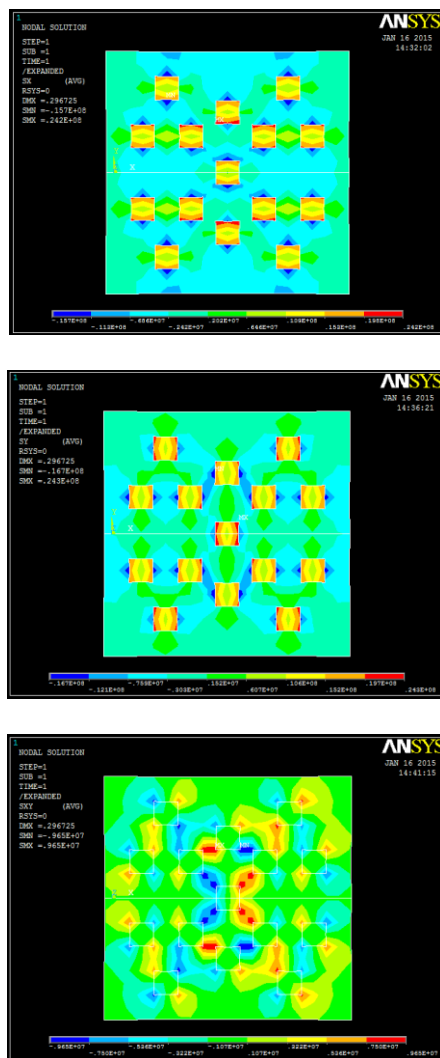 1
ANSYS
NODAL SOLUTION
JAN 16 2015
14:32:02
STEP=1
SUB =1
TIME=1
/EXPANDED
SX (AVG)
RSYS=0
DMX =.296725
SMN =-.157E+08
SMX =.242E+08
MX
X
-.157E+08 -.242E+07 .646E+07 .153E+08 .242E+08
-.113E+08 -.686E+07 .202E+07 .109E+08 .198E+08
1
ANSYS
NODAL SOLUTION
JAN 16 2015
14:36:21
STEP=1
SUB =1
TIME=1
/EXPANDED
SY (AVG)
RSYS=0
DMX =.296725
SMN =-.167E+08
SMX =.243E+08
MX
X
-.167E+08 -.759E+07 .152E+07 .106E+08 .197E+08
-.121E+08 -.303E+07 .607E+07 .152E+08 .243E+08
1
ANSYS
NODAL SOLUTION
JAN 16 2015
14:41:15
STEP=1
SUB =1
TIME=1
/EXPANDED
SXY (AVG)
RSYS=0
DMX =.296725
SMN =-.965E+07
SMX =.965E+07
X
-.965E+07 -.536E+07 -.107E+07 .322E+07 .750E+07
-.750E+07 -.322E+07 .107E+07 .536E+07 .965E+07